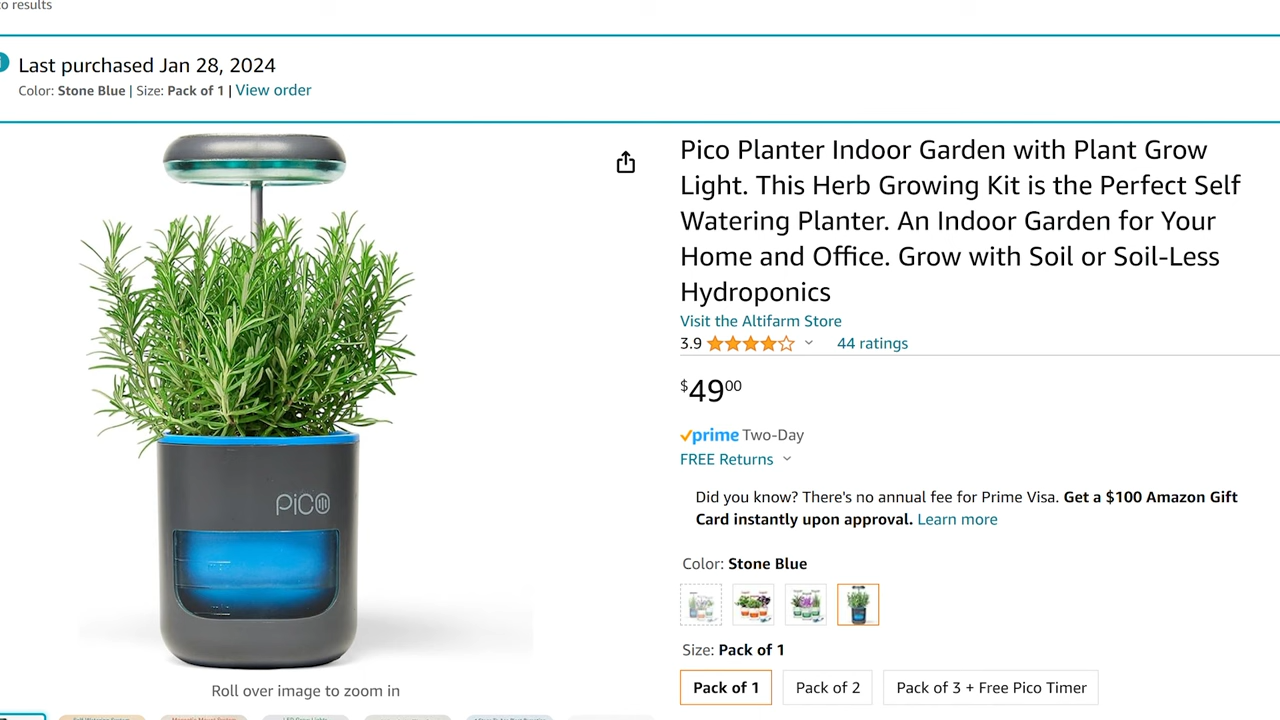 to results
Last purchased Jan 28, 2024
Color: Stone Blue | Size: Pack of 1 | View order
Pico Planter Indoor Garden with Plant Grow
Light. This Herb Growing Kit is the Perfect Self
Watering Planter. An Indoor Garden for Your
Home and Office. Grow with Soil or Soil-Less
Hydroponics
Visit the Altifarm Store
3.9
44 ratings
$4900
prime Two-Day
FREE Returns
PICO
Did you know? There's no annual fee for Prime Visa. Get a $100 Amazon Gift
Card instantly upon approval. Learn more
Color: Stone Blue
Size: Pack of 1
Pack of 1
Pack of 2
Pack of 3 + Free Pico Timer
Roll over image to zoom in